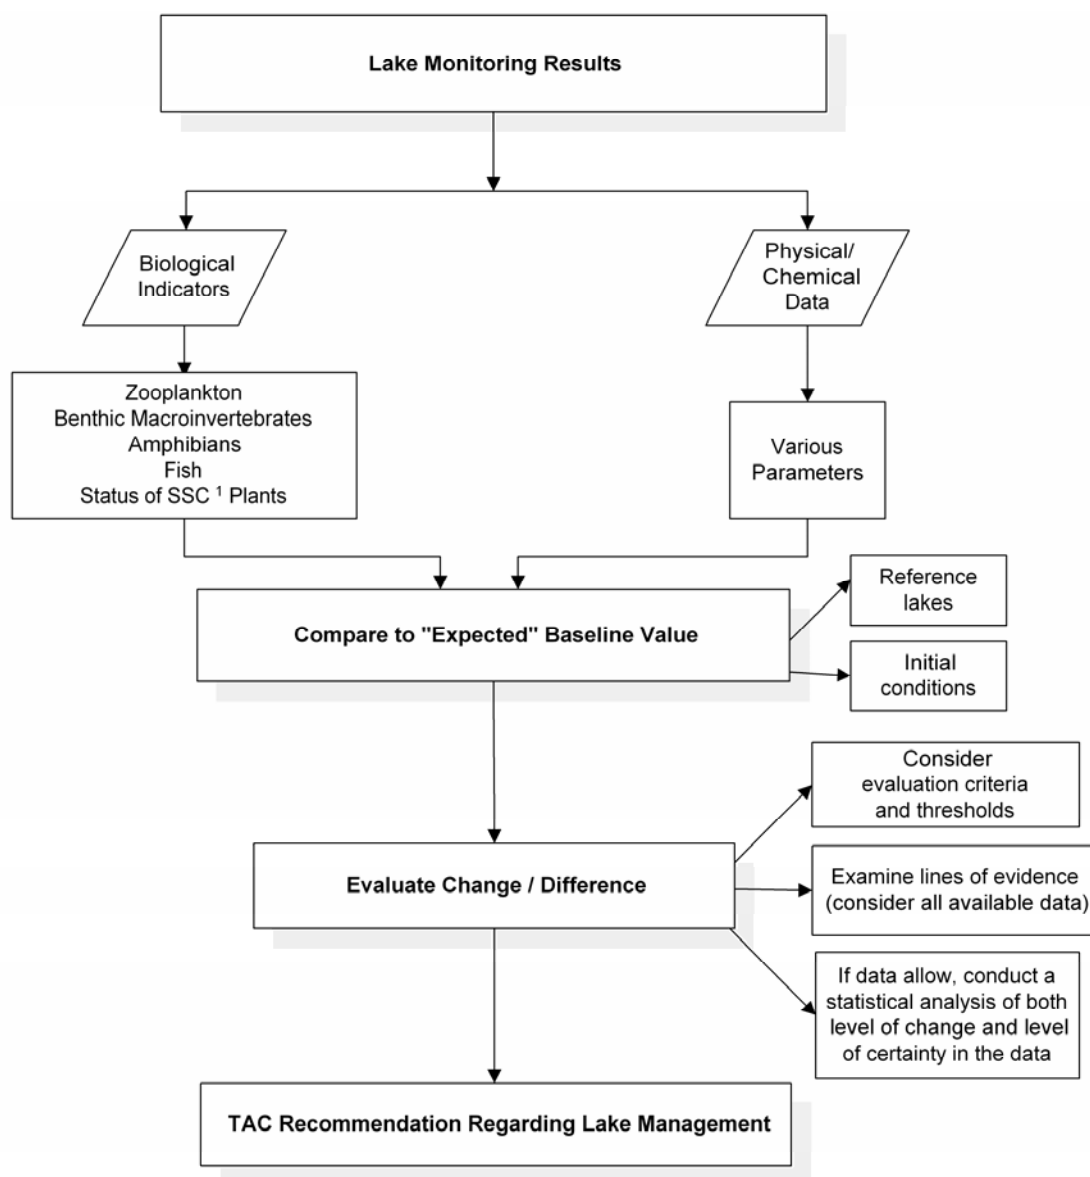 Lake Monitoring Results
Biological
Indicators
Physical/
Chemical
Data
Zooplankton
Benthic Macroinvertebrates
Amphibians
Fish
Status of SSC ¹ Plants
Various
Parameters
Compare to "Expected" Baseline Value
Reference
lakes
Initial
conditions
Evaluate Change / Difference
Consider
evaluation criteria
and thresholds
Examine lines of evidence
(consider all available data)
If data allow, conduct a
statistical analysis of both
level of change and level
of certainty in the data
TAC Recommendation Regarding Lake Management